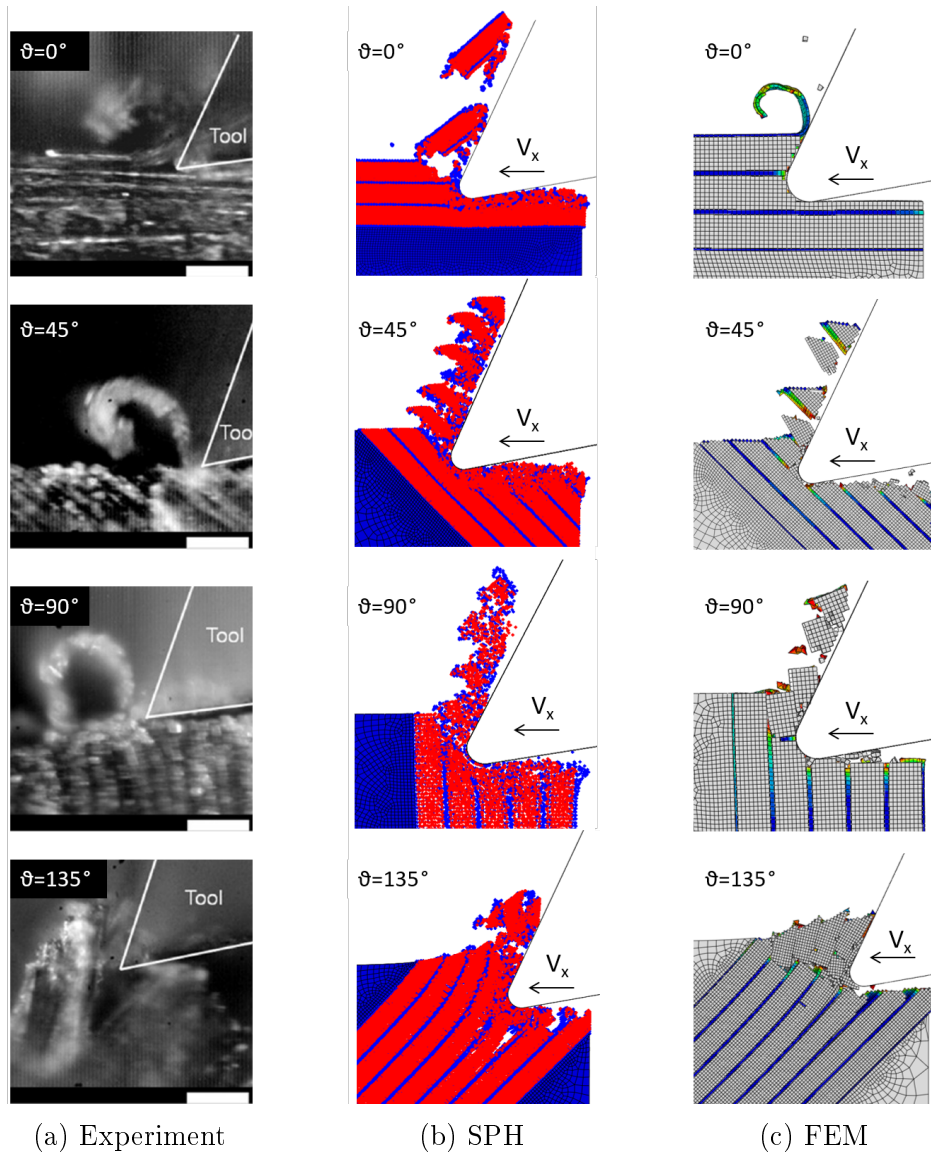 ϑ=0°
Tool
ϑ=0°
Vx
ϑ=0°
Vx
ϑ=45°
Too
ϑ=45°
Vx
ϑ=45°
Vx
ϑ=90°
Tool
ϑ=90°
Vx
ϑ=90°
Vx
ϑ=135°
Tool
ϑ=135°
Vx
ϑ=135°
Vx
(a) Experiment
(b) SPH
(c) FEM